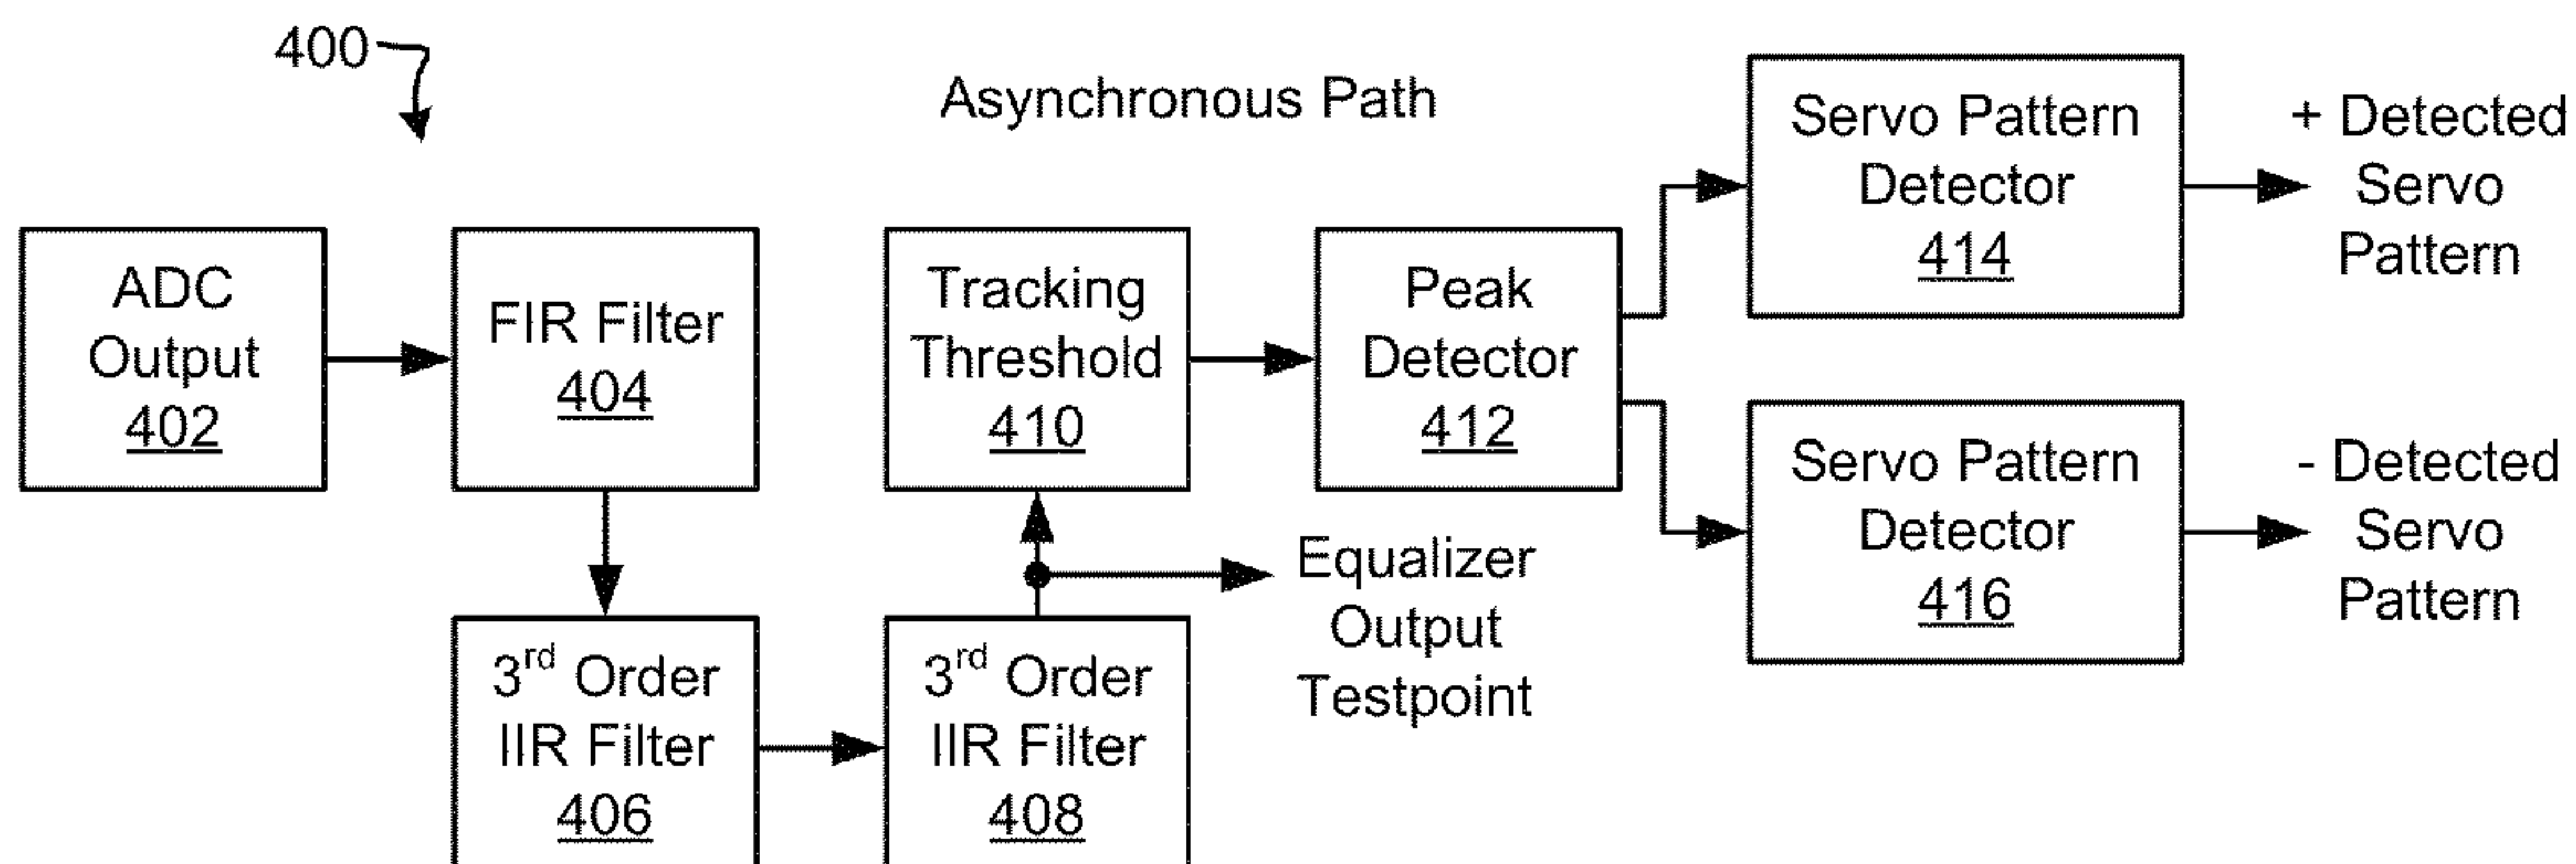 400
Asynchronous Path
ADC
Output
402
FIR Filter
404
3rd Order
IIR Filter
406
3rd Order
IIR Filter
408
Equalizer
Output
Testpoint
Tracking
Threshold
410
Peak
Detector
412
Servo Pattern
Detector
414
+ Detected
Servo
Pattern
Servo Pattern
Detector
416
- Detected
Servo
Pattern